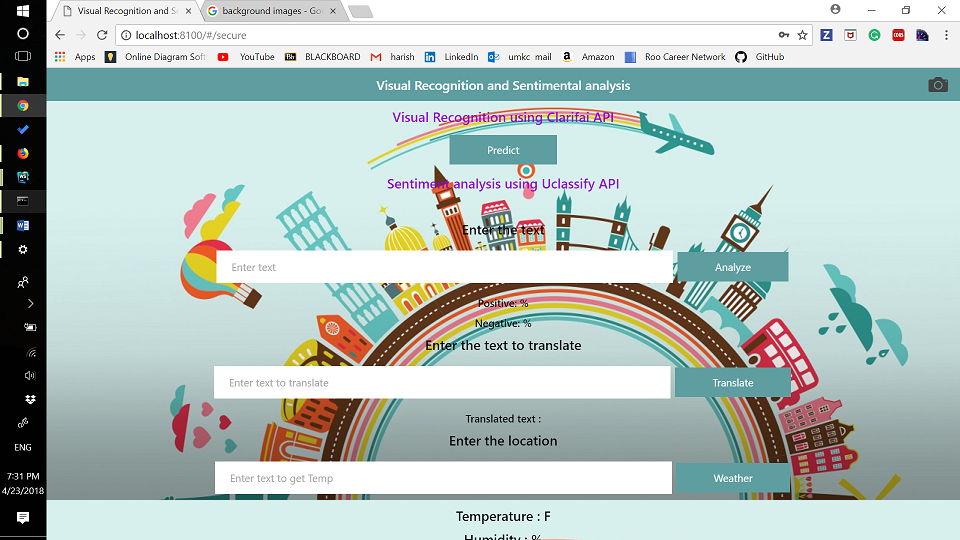 Visual Recognition and Se
background images - Goo
localhost:8100/#/secure
Apps
Online Diagram Soft
YouTube
BLACKBOARD
harish
LinkedIn
umkc mail
Amazon
Roo Career Network
GitHub
Visual Recognition and Sentimental analysis
Visual Recognition using Clarifai API
Predict
Sentiment analysis using Uclassify API
Enter the text
Enter text
Analyze
Positive: %
Negative: %
Enter the text to translate
Enter text to translate
Translate
Translated text :
Enter the location
Enter text to get Temp
Weather
Temperature : F
Humidity : %
ENG
7:31 PM
4/23/2018